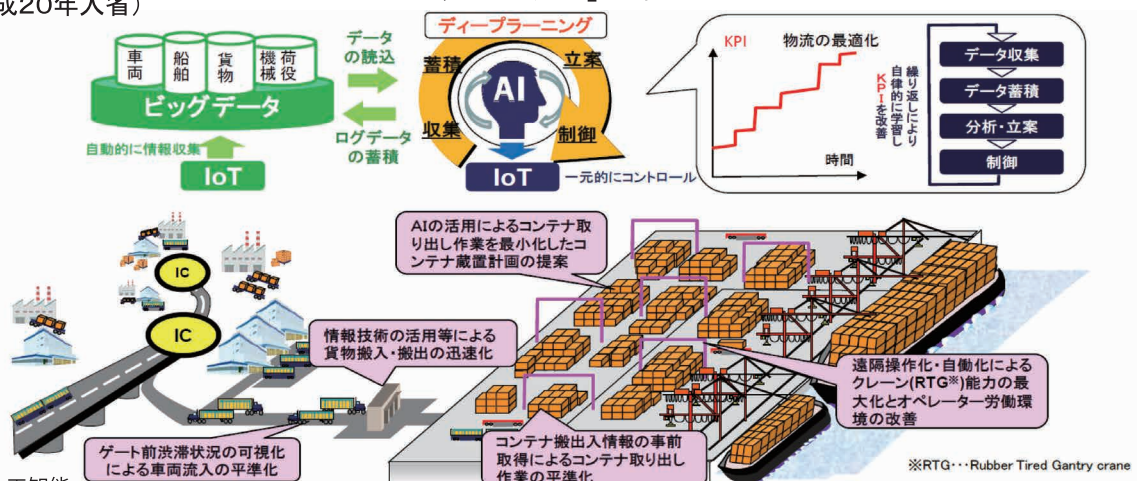 成20年入省）
ディープラーニング
車両
船舶
貨物
荷役
機械
ビッグデータ
自動的に情報収集
IoT
データ
の読込
ログデータ
の蓄積
蓄積
立案
AI
収集
制御
IoT
一元的にコントロール
KPI
物流の最適化
時間
繰り返しにより
自律的に学習し
KPIを改善
データ収集
データ蓄積
分析・立案
制御
AIの活用によるコンテナ取
り出し作業を最小化したコ
ンテナ蔵置計画の提案
IC
IC
情報技術の活用等による
貨物搬入・搬出の迅速化
遠隔操作化・自働化による
クレーン(RTG※)能力の最
大化とオペレーター労働環
境の改善
ゲート前渋滞状況の可視化
による車両流入の平準化
コンテナ搬出入情報の事前
取得によるコンテナ取り出し
作業の平準化
※RTG･･･Rubber Tired Gantry crane